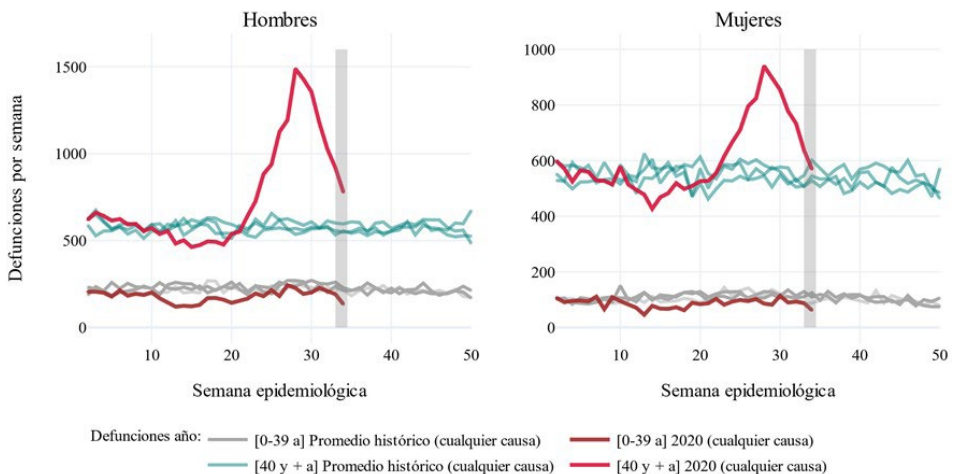 Hombres
Mujeres
Defunciones por semana
1500
1000
500
0
10
20
30
40
50
Semana epidemiológica
1000
800
600
400
200
0
10
20
30
40
50
Semana epidemiológica
Defunciones año:
[0-39 a] Promedio histórico (cualquier causa)
[0-39 a] 2020 (cualquier causa)
[40 y + a] Promedio histórico (cualquier causa)
[40 y + a] 2020 (cualquier causa)